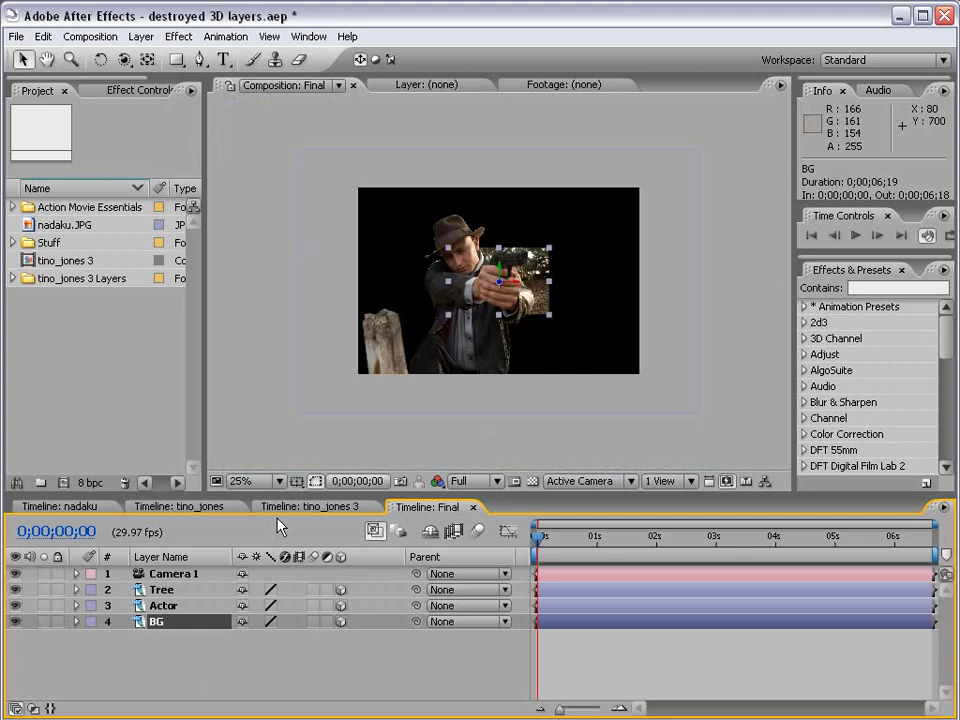 Adobe After Effects - destroyed 3D layers.aep *
File Edit Composition Layer Effect Animation View Window Help
Workspace: Standard
Project × Effect Controls
Composition: Final
Layer: (none)
Footage: (none)
Info × Audio
R : 166
G : 161
B : 154
A : 255
X : 80
Y : 700
BG
Duration: 0;00;06;19
In: 0;00;00;00, Out: 0;00;06;18
Time Controls ×
Effects & Presets ×
Contains:
* Animation Presets
2d3
3D Channel
Adjust
AlgoSuite
Audio
Blur & Sharpen
Channel
Color Correction
DFT 55mm
DFT Digital Film Lab 2
Name Type
Action Movie Essentials Fo
nadaku.JPG JP
Stuff Fo
tino_jones 3 Co
tino_jones 3 Layers Fo
8 bpc
25% 0;00;00;00 Full Active Camera 1 View
Timeline: nadaku Timeline: tino_jones Timeline: tino_jones 3 Timeline: Final ×
0;00;00;00 (29.97 fps)
0s 01s 02s 03s 04s 05s 06s
# Layer Name Parent
1 Camera 1 None
2 Tree None
3 Actor None
4 BG None